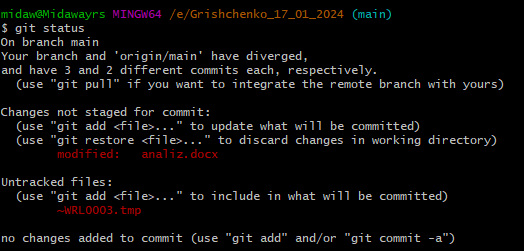 midaw@Midawayrs MINGW64 /e/Grishchenko_17_01_2024 (main)
$ git status
On branch main
Your branch and 'origin/main' have diverged,
and have 3 and 2 different commits each, respectively.
  (use "git pull" if you want to integrate the remote branch with yours)

Changes not staged for commit:
  (use "git add <file>..." to update what will be committed)
  (use "git restore <file>..." to discard changes in working directory)
        modified:   analiz.docx

Untracked files:
  (use "git add <file>..." to include in what will be committed)
        ~WRL0003.tmp

no changes added to commit (use "git add" and/or "git commit -a")